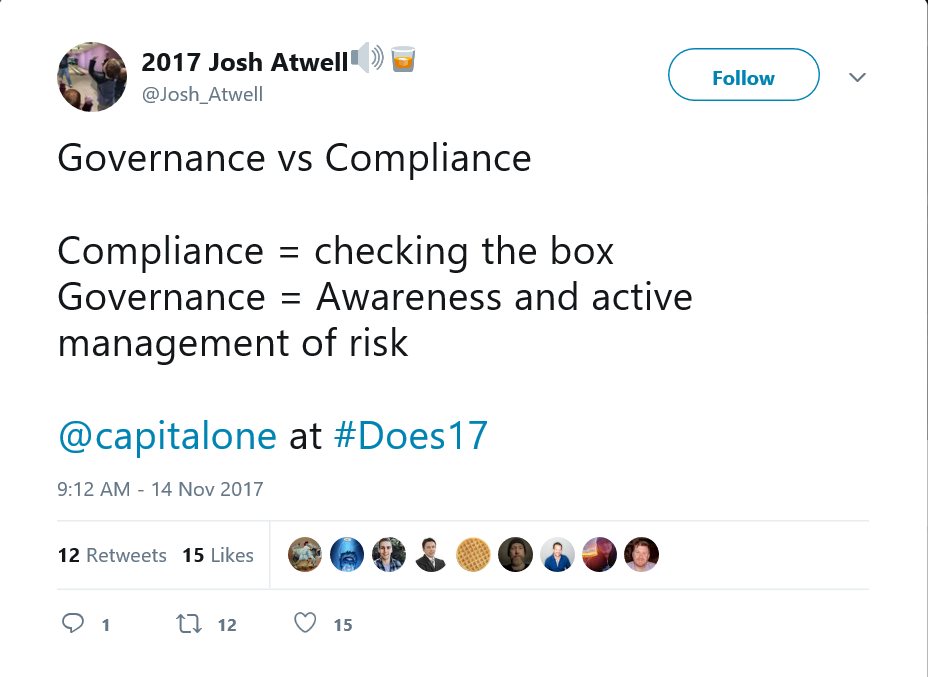 2017 Josh Atwell🔊🥃
@Josh_Atwell
Follow
Governance vs Compliance
Compliance = checking the box
Governance = Awareness and active
management of risk
@capitalone at #Does17
9:12 AM - 14 Nov 2017
12 Retweets 15 Likes
1 12 15